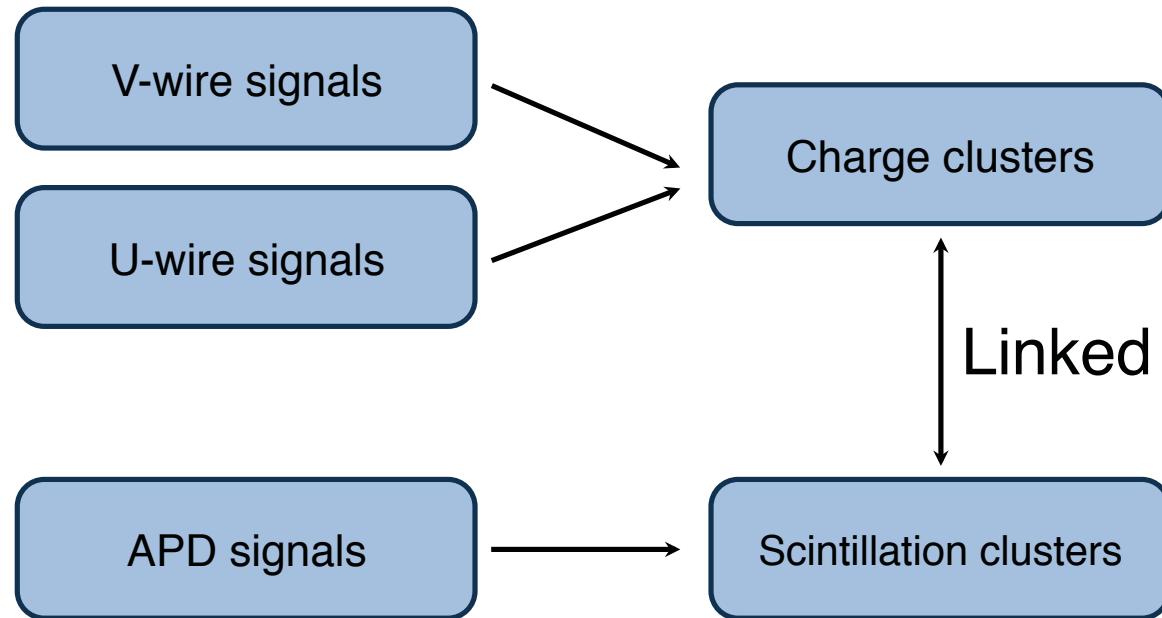 V-wire signals
Charge clusters
U-wire signals
Linked
APD signals
Scintillation clusters